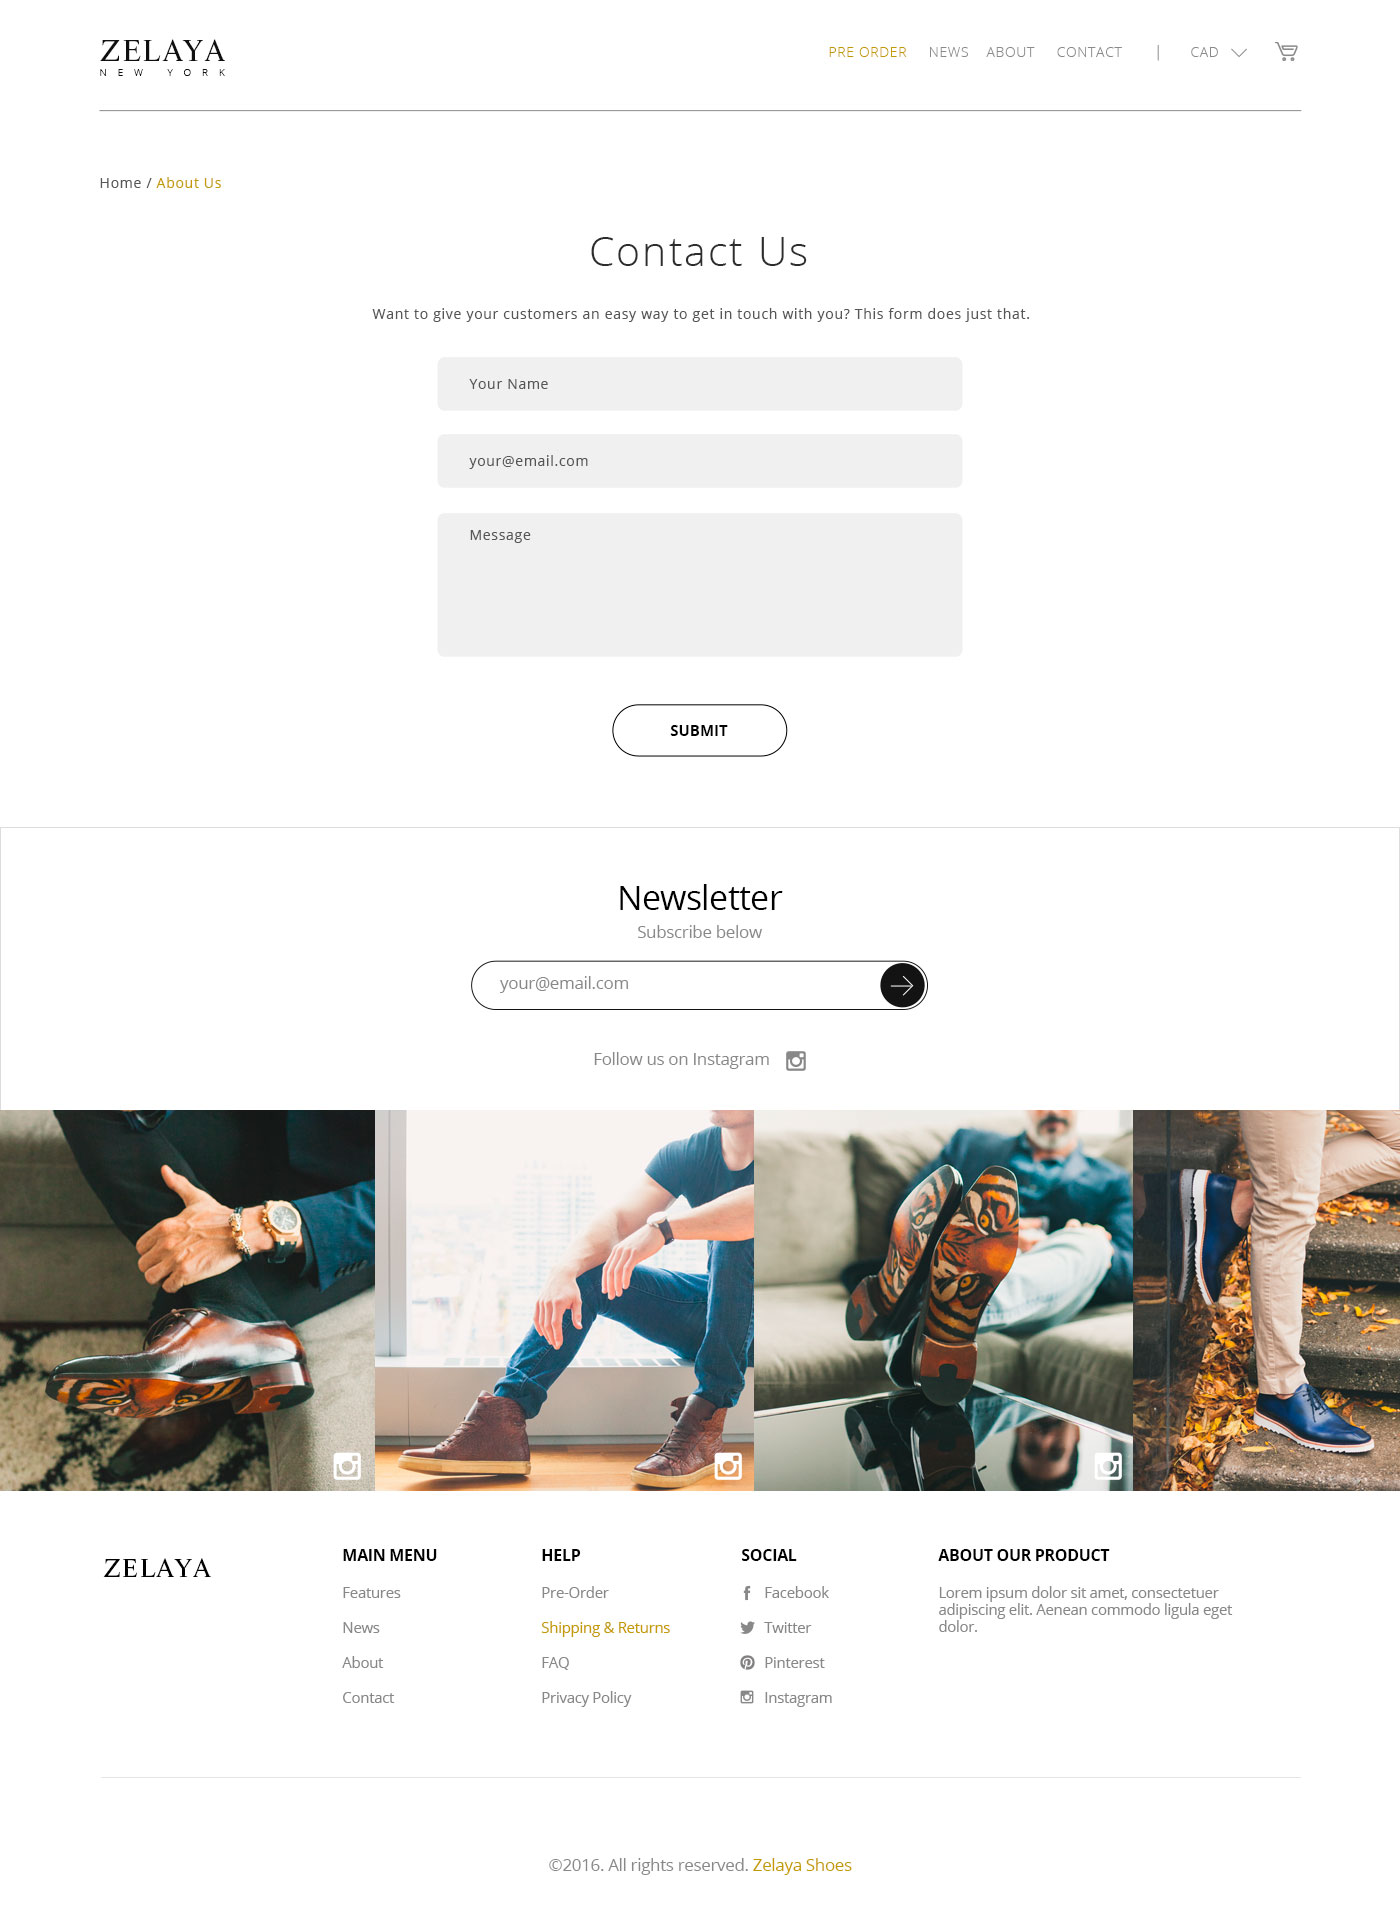 ZELAYA
NEW YORK
PRE ORDER NEWS ABOUT CONTACT | CAD
Home / About Us
Contact Us
Want to give your customers an easy way to get in touch with you? This form does just that.
Your Name
your@email.com
Message
SUBMIT
Newsletter
Subscribe below
your@email.com
Follow us on Instagram
ZELAYA
MAIN MENU
Features
News
About
Contact
HELP
Pre-Order
Shipping & Returns
FAQ
Privacy Policy
SOCIAL
Facebook
Twitter
Pinterest
Instagram
ABOUT OUR PRODUCT
Lorem ipsum dolor sit amet, consectetuer
adipiscing elit. Aenean commodo ligula eget
dolor.
©2016. All rights reserved. Zelaya Shoes